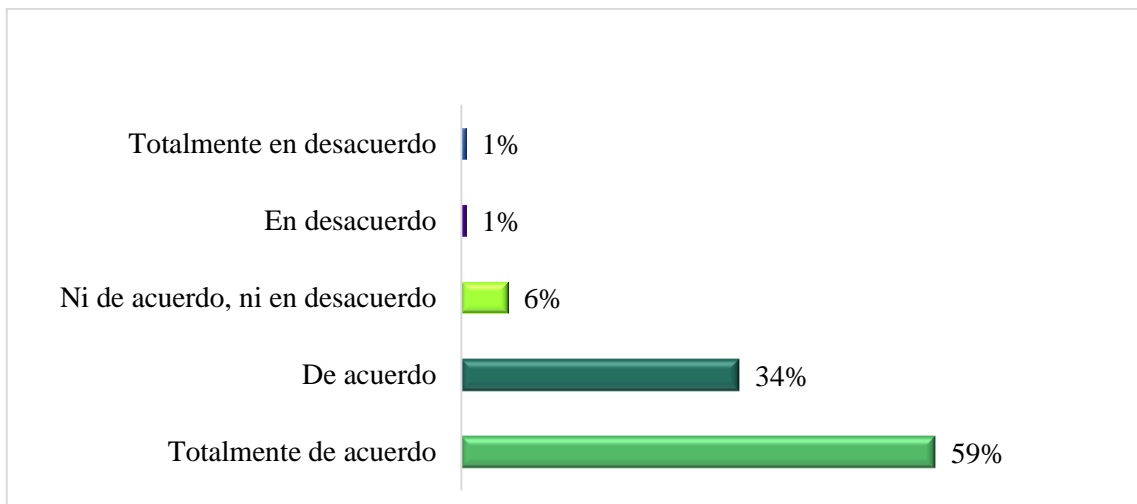 Totalmente en desacuerdo 1%
En desacuerdo 1%
Ni de acuerdo, ni en desacuerdo 6%
De acuerdo 34%
Totalmente de acuerdo 59%